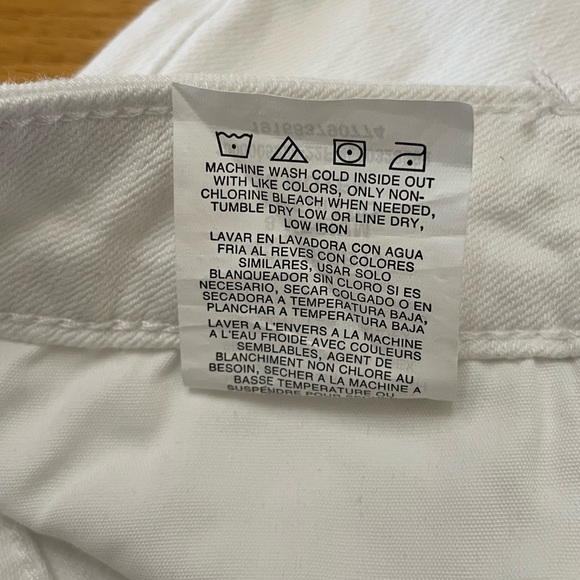 MACHINE WASH COLD INSIDE OUT
WITH LIKE COLORS, ONLY NON-
CHLORINE BLEACH WHEN NEEDED,
TUMBLE DRY LOW OR LINE DRY,
LOW IRON
LAVAR EN LAVADORA CON AGUA
FRIA AL REVES CON COLORES
SIMILARES, USAR SOLO
BLANQUEADOR SIN CLORO SI ES
NECESARIO, SECAR COLGADO O EN
SECADORA A TEMPERATURA BAJA,
PLANCHAR A TEMPERATURA BAJA
LAVER A L'ENVERS A LA MACHINE
A L'EAU FROIDE AVEC COULEURS
SEMBLABLES, AGENT DE
BLANCHIMENT NON CHLORE AU
BESOIN, SECHER A LA MACHINE A
BASSE TEMPERATURE OU
SUSPENDRE POUR